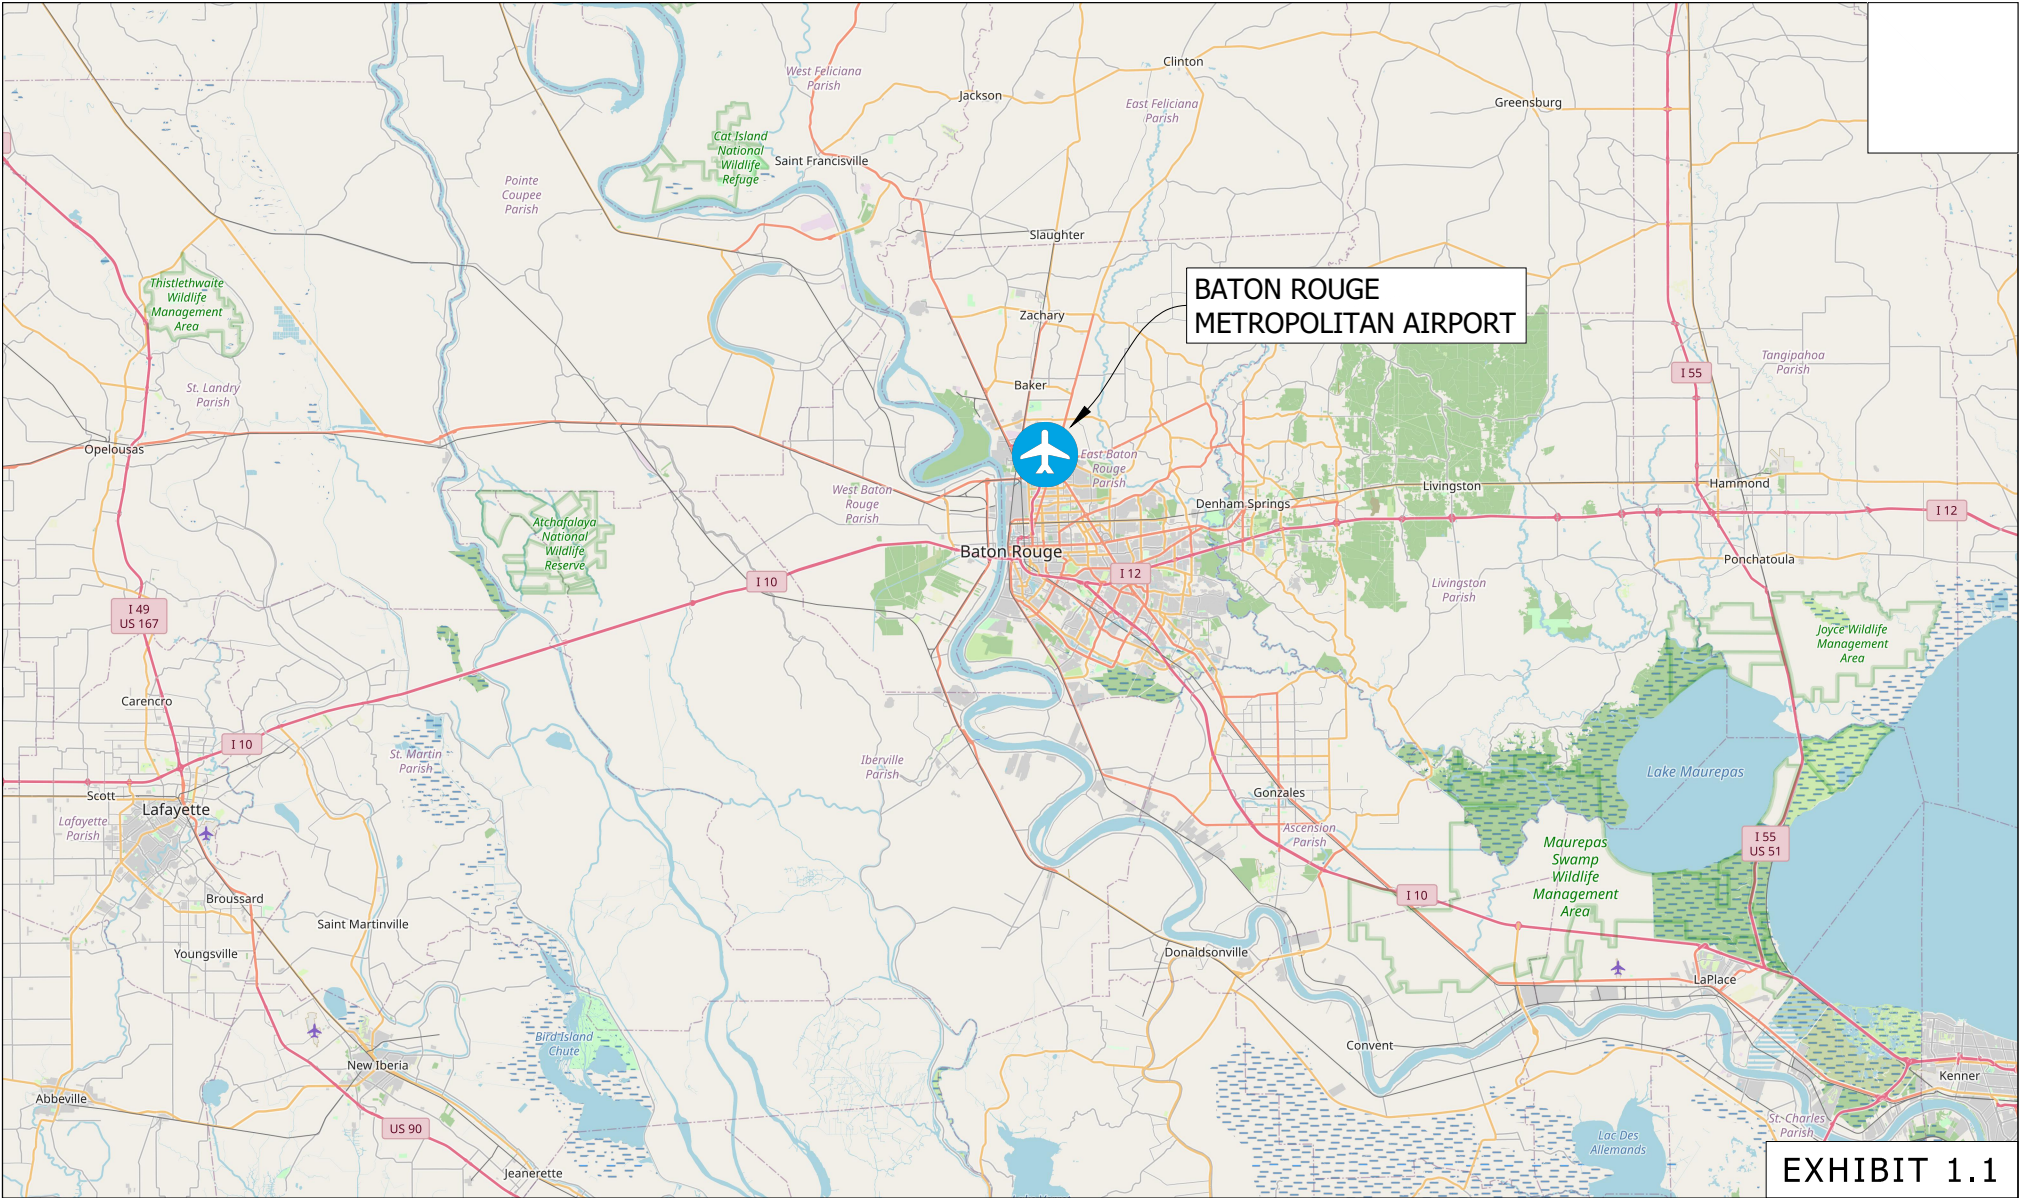 Clinton
West Feliciana
Parish
Jackson
East Feliciana
Parish
Greensburg
Cat Island
National
Wildlife
Refuge
Saint Francisville
Pointe
Coupee
Parish
Slaughter
BATON ROUGE
METROPOLITAN AIRPORT
Thistlethwaite
Wildlife
Management
Area
Zachary
Tangipahoa
Parish
I 55
St. Landry
Parish
Baker
Opelousas
East Baton
Rouge
Parish
West Baton
Rouge
Parish
Livingston
Hammond
Denham Springs
I 12
Atchafalaya
National
Wildlife
Reserve
Baton Rouge
Ponchatoula
I 12
I 10
Livingston
Parish
I 49
US 167
Joyce Wildlife
Management
Area
Carencro
I 10
St. Martin
Parish
Iberville
Parish
Lake Maurepas
Scott
Gonzales
Lafayette
Lafayette
Parish
Ascension
Parish
I 55
US 51
Maurepas
Swamp
Wildlife
Management
Area
I 10
Broussard
Saint Martinville
Youngsville
Donaldsonville
LaPlace
Bird Island
Chute
Convent
New Iberia
Kenner
Abbeville
US 90
St. Charles
Parish
Lac Des
Allemands
Jeanerette
EXHIBIT 1.1